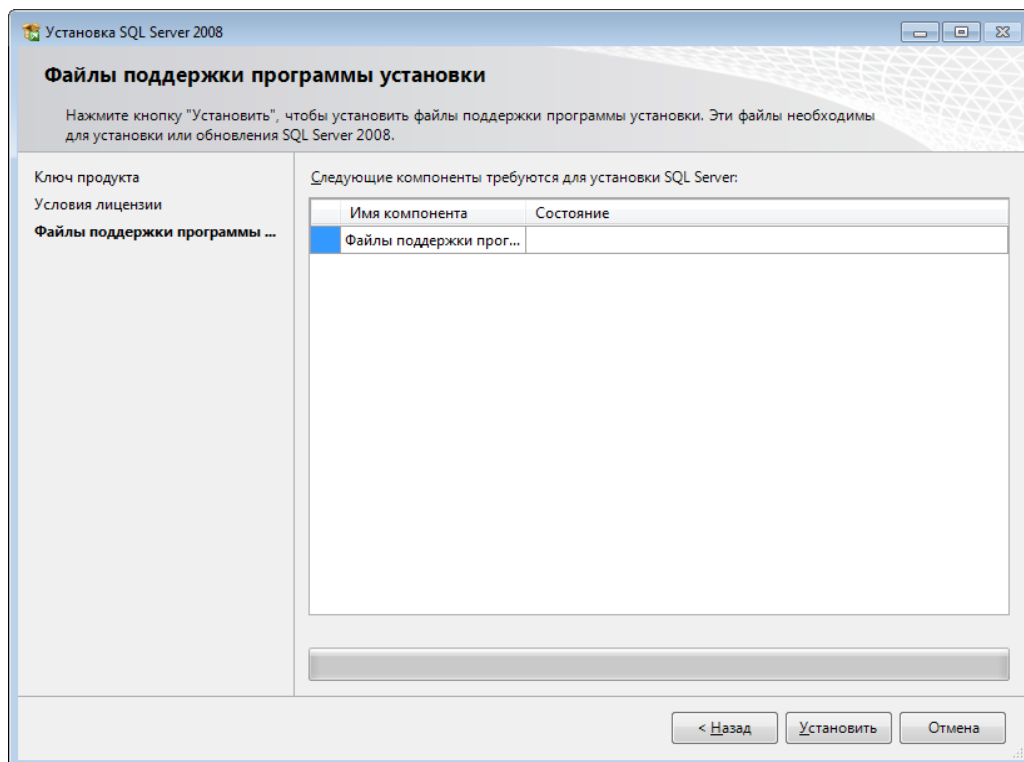 Установка SQL Server 2008
Файлы поддержки программы установки
Нажмите кнопку "Установить", чтобы установить файлы поддержки программы установки. Эти файлы необходимы
для установки или обновления SQL Server 2008.
Ключ продукта
Условия лицензии
Файлы поддержки программы ...
Следующие компоненты требуются для установки SQL Server:
Имя компонента Состояние
Файлы поддержки прог...
< Назад Установить Отмена